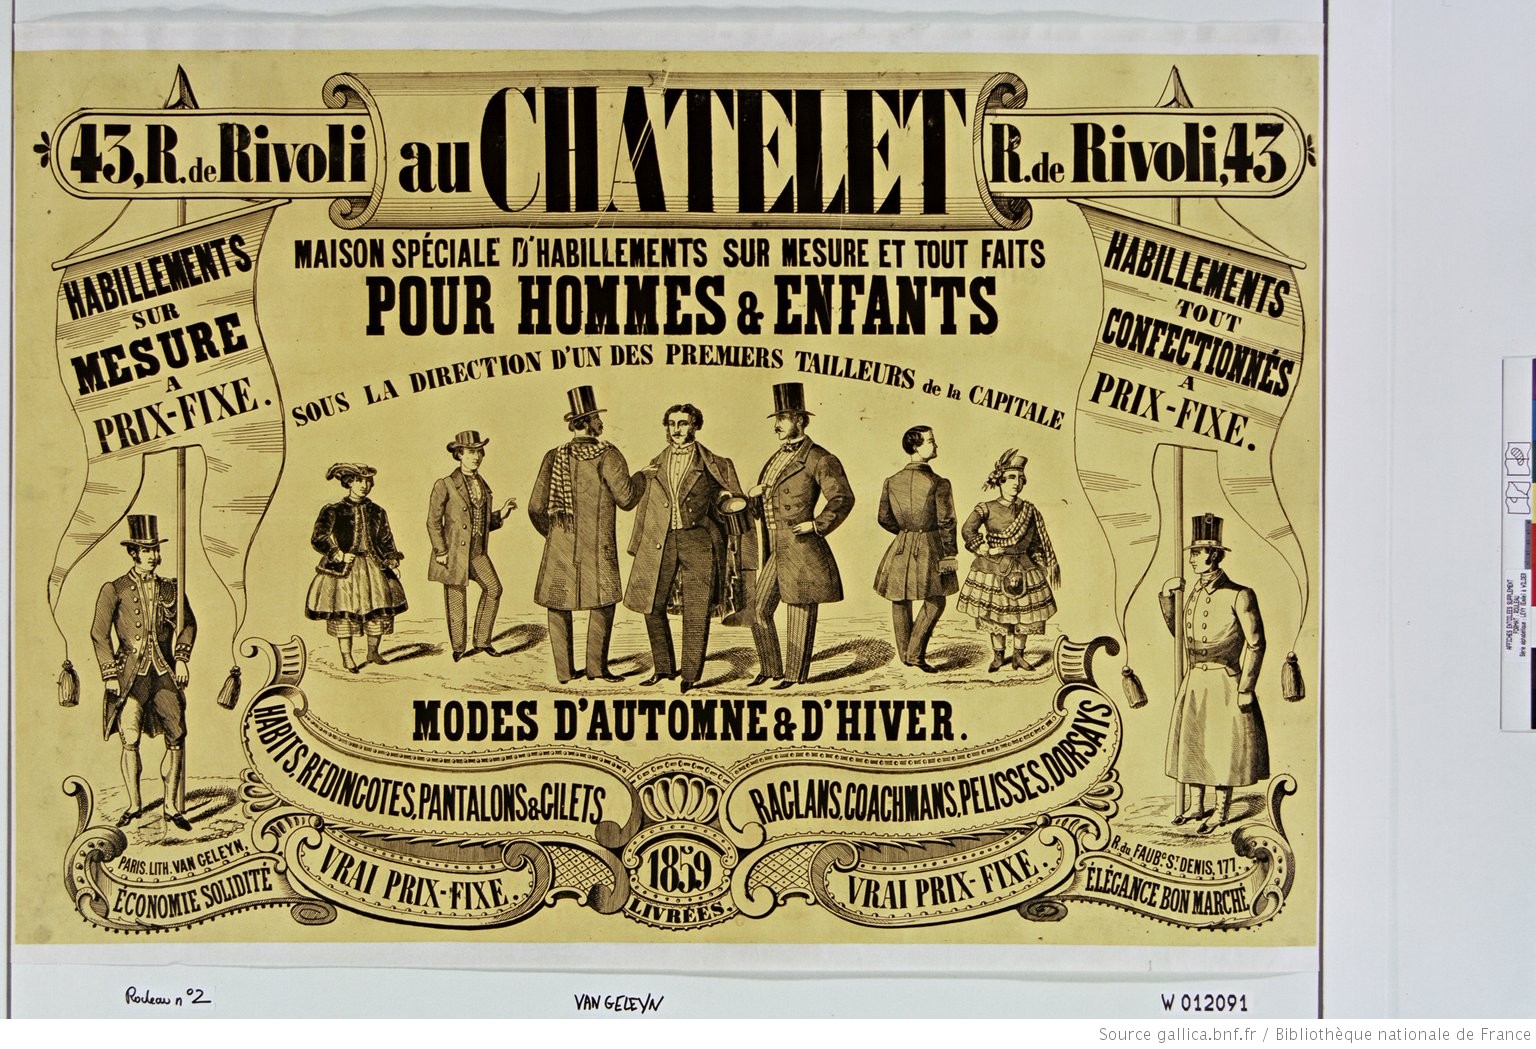 43, R. de Rivoli
au CHATELET
R. de Rivoli, 43
HABILLEMENTS
SUR
MESURE
A
PRIX-FIXE.
MAISON SPÉCIALE D'HABILLEMENTS SUR MESURE ET TOUT FAITS
POUR HOMMES & ENFANTS
SOUS LA DIRECTION D'UN DES PREMIERS TAILLEURS de la CAPITALE
HABILLEMENTS
TOUT
CONFECTIONNÉS
A
PRIX-FIXE.
MODES D'AUTOMNE & D'HIVER.
HABITS, REDINGOTES, PANTALONS & GILETS
RAGLANS, COACHMANS, PELISSES, DORSAYS
VRAI PRIX-FIXE.
1859
LIVRÉES.
VRAI PRIX-FIXE.
PARIS. LITH. VAN GELEYN,
ÉCONOMIE SOLIDITÉ
R. du FAUBG ST DENIS, 177.
ÉLÉGANCE BON MARCHÉ
Rouleau n° 2
VAN GELEYN
W 012091
Source gallica.bnf.fr / Bibliothèque nationale de France